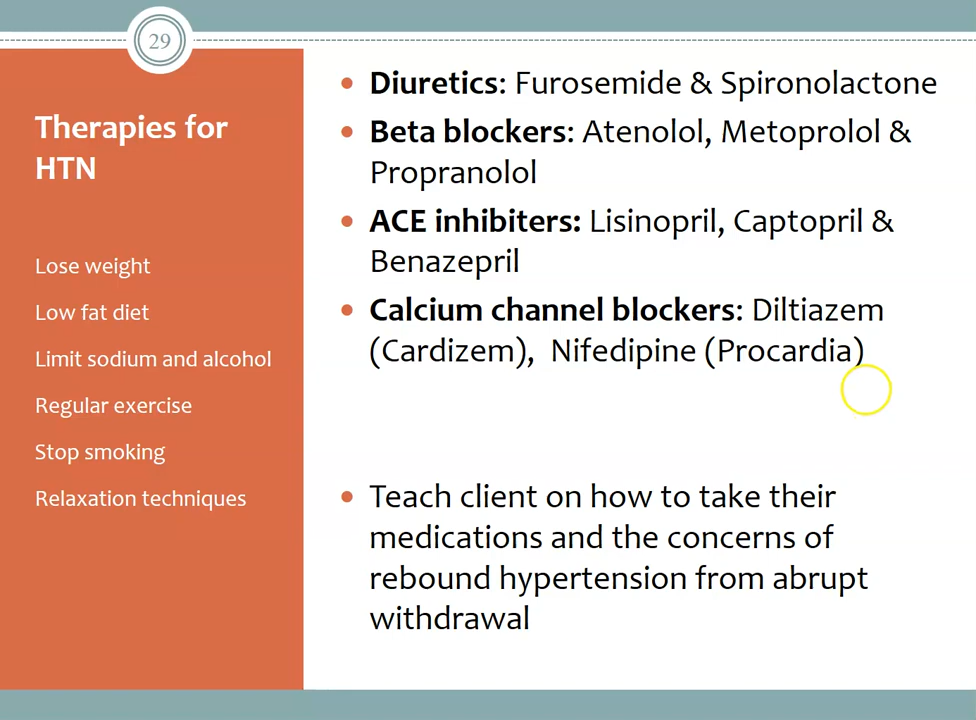 29
Therapies for
HTN
Lose weight
Low fat diet
Limit sodium and alcohol
Regular exercise
Stop smoking
Relaxation techniques
• Diuretics: Furosemide & Spironolactone
• Beta blockers: Atenolol, Metoprolol &
Propranolol
• ACE inhibiters: Lisinopril, Captopril &
Benazepril
• Calcium channel blockers: Diltiazem
(Cardizem), Nifedipine (Procardia)
• Teach client on how to take their
medications and the concerns of
rebound hypertension from abrupt
withdrawal